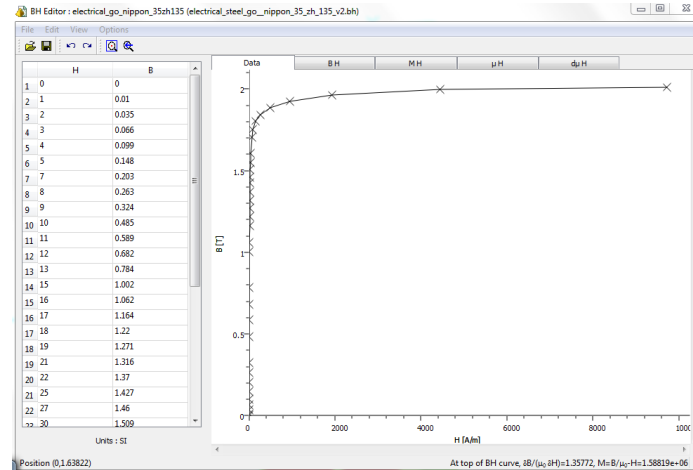 BH Editor : electrical_go_nippon_35zh135 (electrical_steel_go__nippon_35_zh_135_v2.bh)
File Edit View Options
H B
1 0 0
2 1 0.01
3 2 0.035
4 3 0.066
5 4 0.099
6 5 0.148
7 7 0.203
8 8 0.263
9 9 0.324
10 10 0.485
11 11 0.589
12 12 0.682
13 13 0.784
14 15 1.002
15 16 1.062
16 17 1.164
17 18 1.22
18 19 1.271
19 21 1.316
20 22 1.37
21 25 1.427
22 27 1.46
30 1.509
Units : SI
Data B H M H μ H dμ H
2
1.5
1
0.5
0
B [T]
0 2000 4000 6000 8000 10000
H [A/m]
Position (0,1.63822)
At top of BH curve, δB/(μ₀ δH)=1.35772, M=B/μ₀-H=1.58819e+06